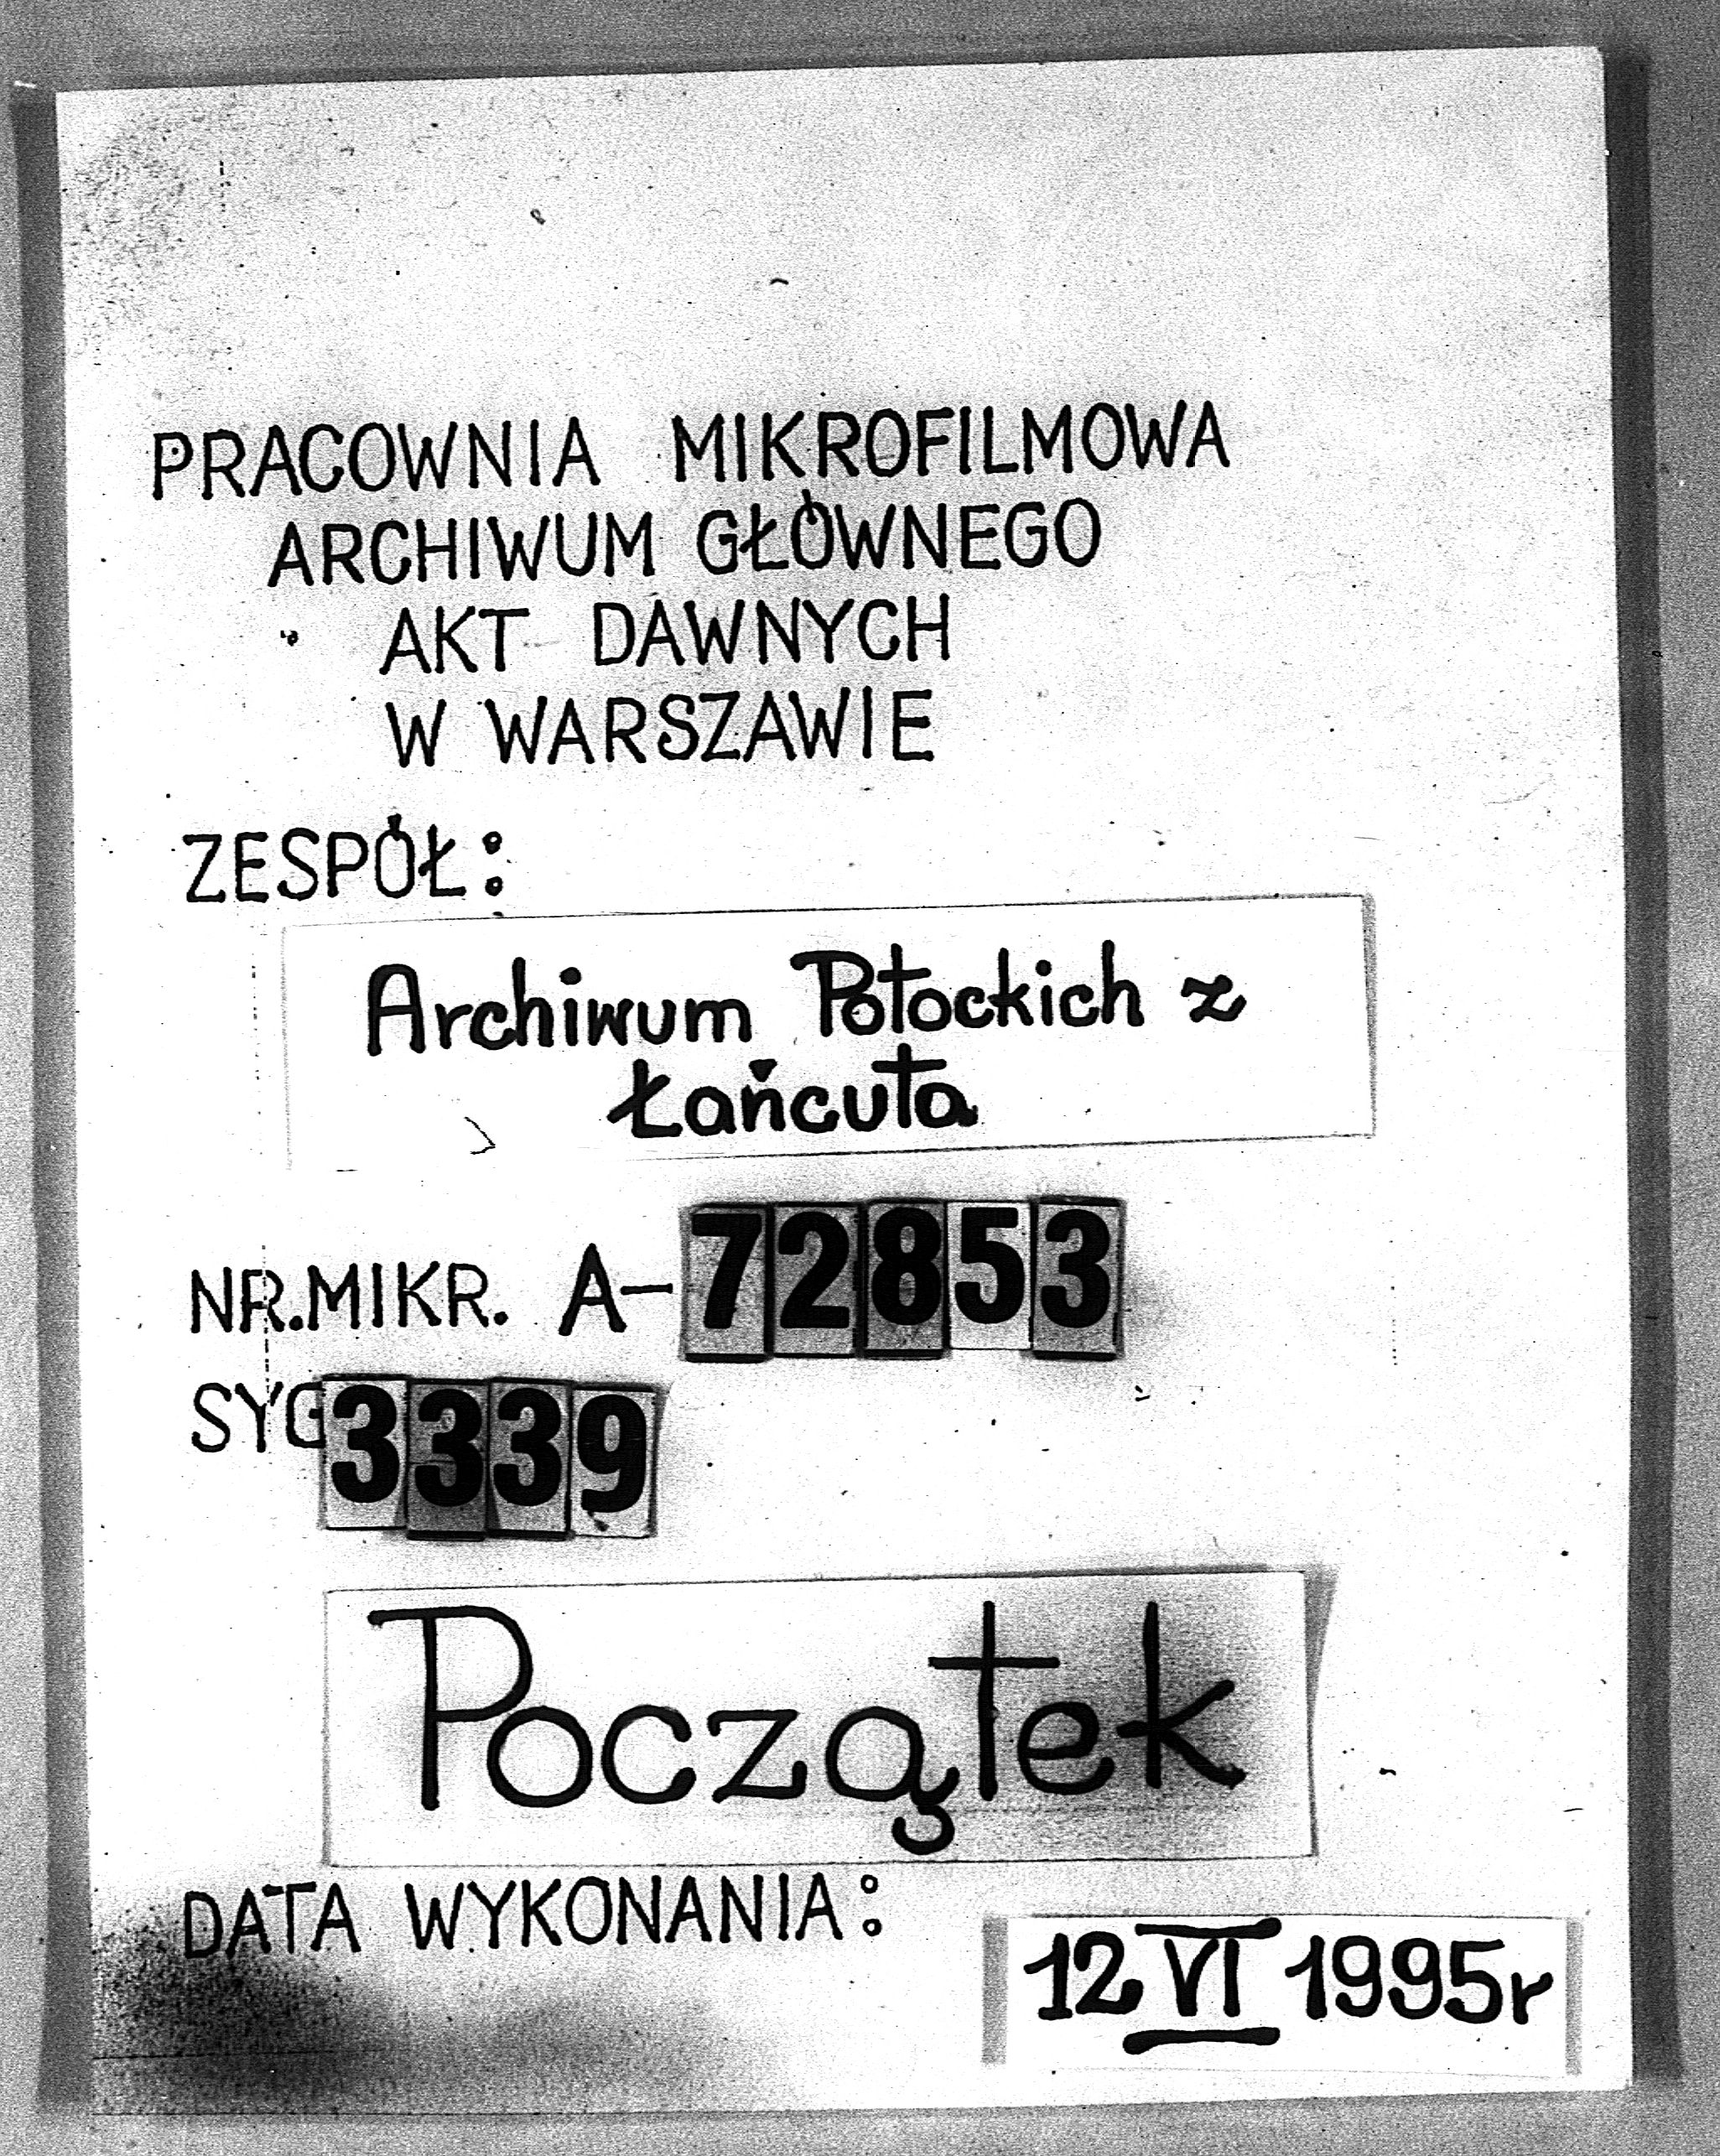 PRACOWNIA MIKROFILMOWA
ARCHIWUM GŁÓWNEGO
AKT DAWNYCH
W WARSZAWIE
ZESPÓŁ:
Archiwum Potockich z
Łańcuta
NR.MIKR. A-72853
SYG 3339
Początek
DATA WYKONANIA:
12 VI 1995r